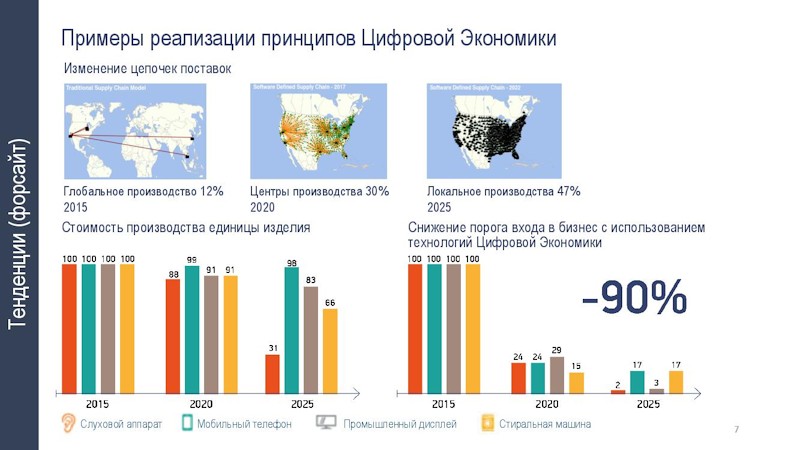 Тенденции (форсайт)
Примеры реализации принципов Цифровой Экономики
Изменение цепочек поставок
Traditional Supply Chain Model
Software Defined Supply Chain - 2017
Software Defined Supply Chain - 2022
Глобальное производство 12%
2015
Центры производства 30%
2020
Локальное производство 47%
2025
Стоимость производства единицы изделия
100 100 100 100
88 99 91 91
31 98 83 66
2015 2020 2025
Снижение порога входа в бизнес с использованием
технологий Цифровой Экономики
100 100 100 100
24 24 29 15
2 17 3 17
-90%
2015 2020 2025
Слуховой аппарат Мобильный телефон Промышленный дисплей Стиральная машина
7